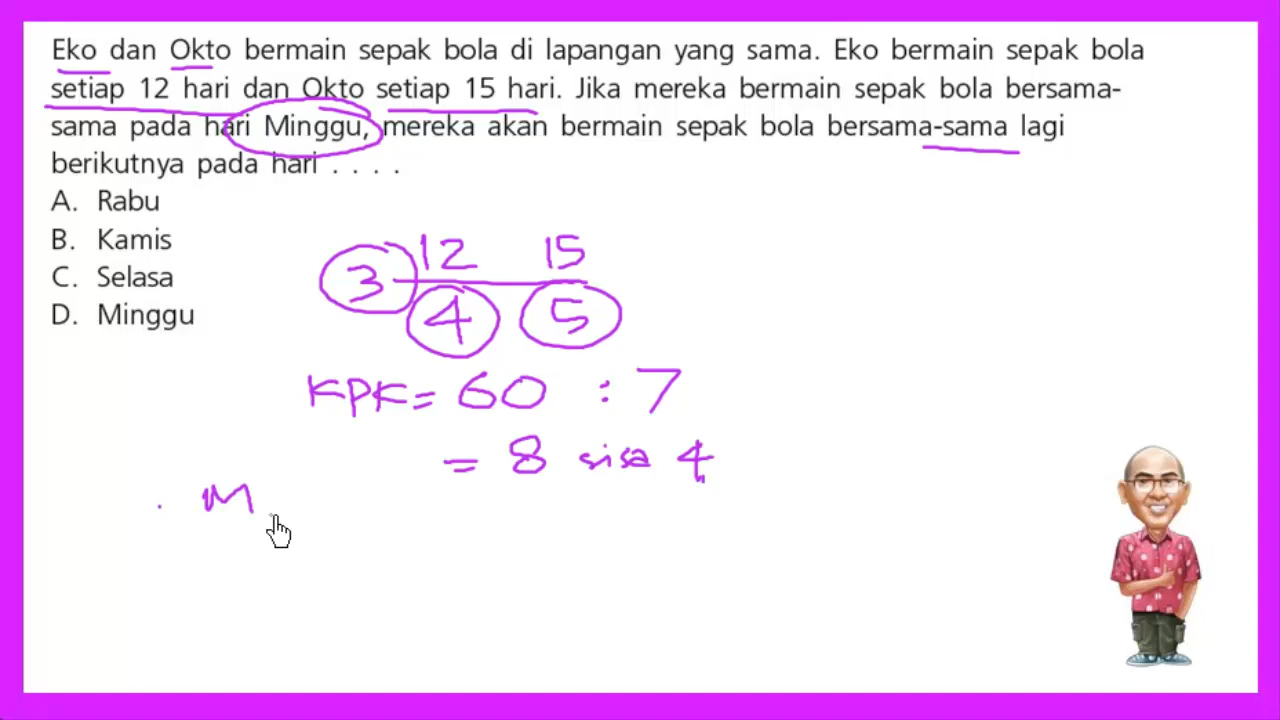 Eko dan Okto bermain sepak bola di lapangan yang sama. Eko bermain sepak bola
setiap 12 hari dan Okto setiap 15 hari. Jika mereka bermain sepak bola bersama-
sama pada hari Minggu, mereka akan bermain sepak bola bersama-sama lagi
berikutnya pada hari . . . .
A. Rabu
B. Kamis
C. Selasa
D. Minggu
12 15
3 4 5
KPK = 60 : 7
= 8 sisa 4
. M